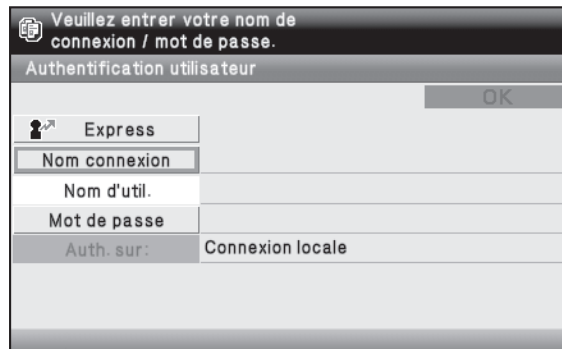 Veuillez entrer votre nom de
connexion / mot de passe.
Authentification utilisateur
OK
Express
Nom connexion
Nom d'util.
Mot de passe
Auth. sur: Connexion locale